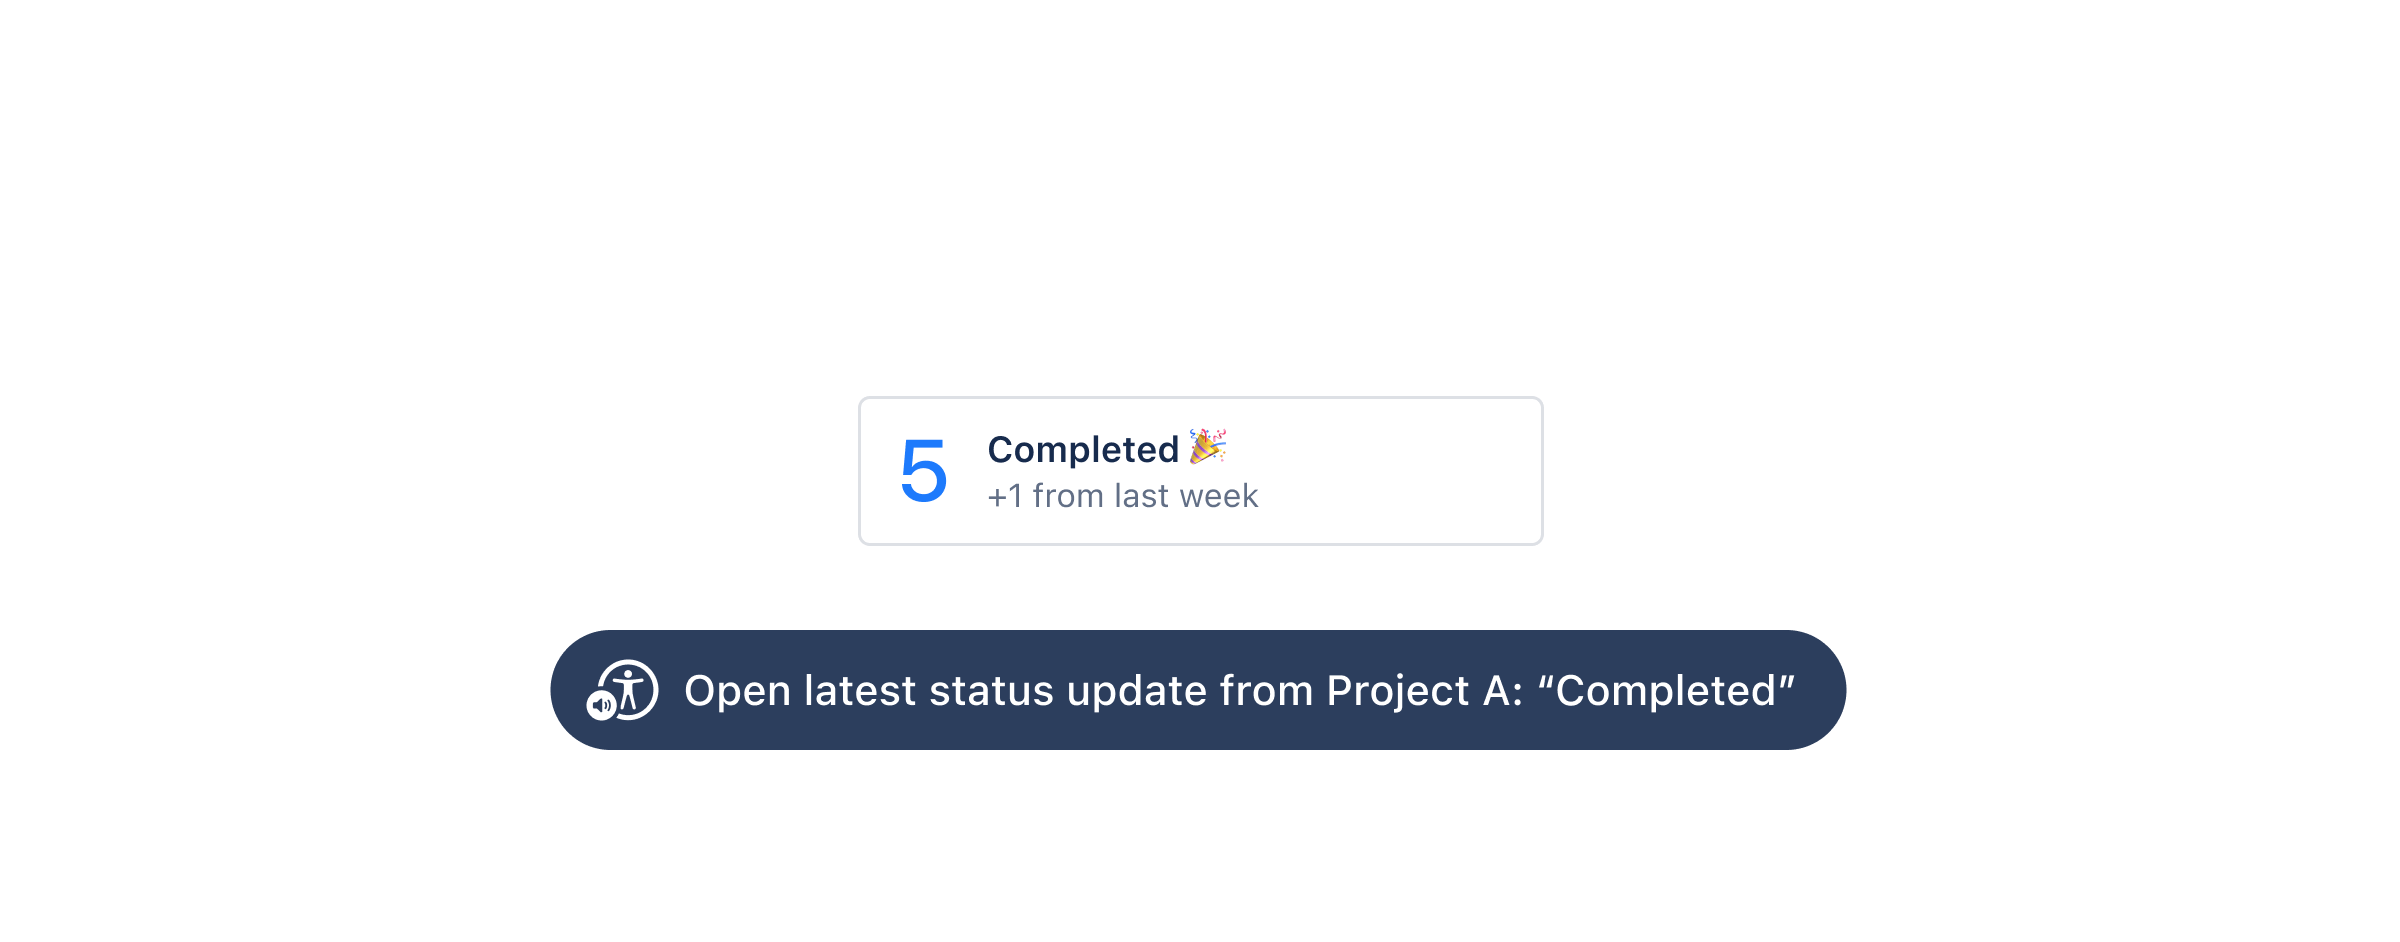 5
Completed 🎉
+1 from last week
Open latest status update from Project A: “Completed”